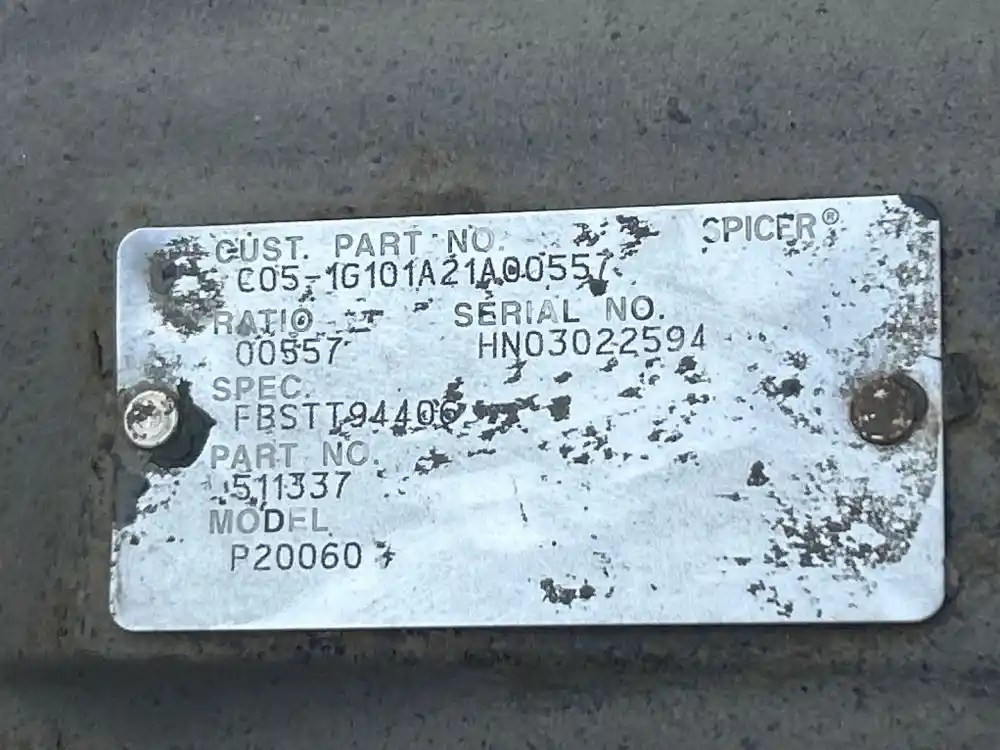 CUST. PART NO. SPICER®
C05-1G101A21A00557
RATIO SERIAL NO.
00557 HN03022594
SPEC.
FBSTT94406
PART NO.
511337
MODEL
P20060